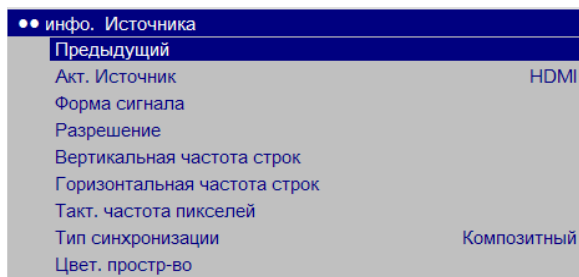 ●● инфо. Источника
Предыдущий
Акт. Источник HDMI
Форма сигнала
Разрешение
Вертикальная частота строк
Горизонтальная частота строк
Такт. частота пикселей
Тип синхронизации Композитный
Цвет. простр-во